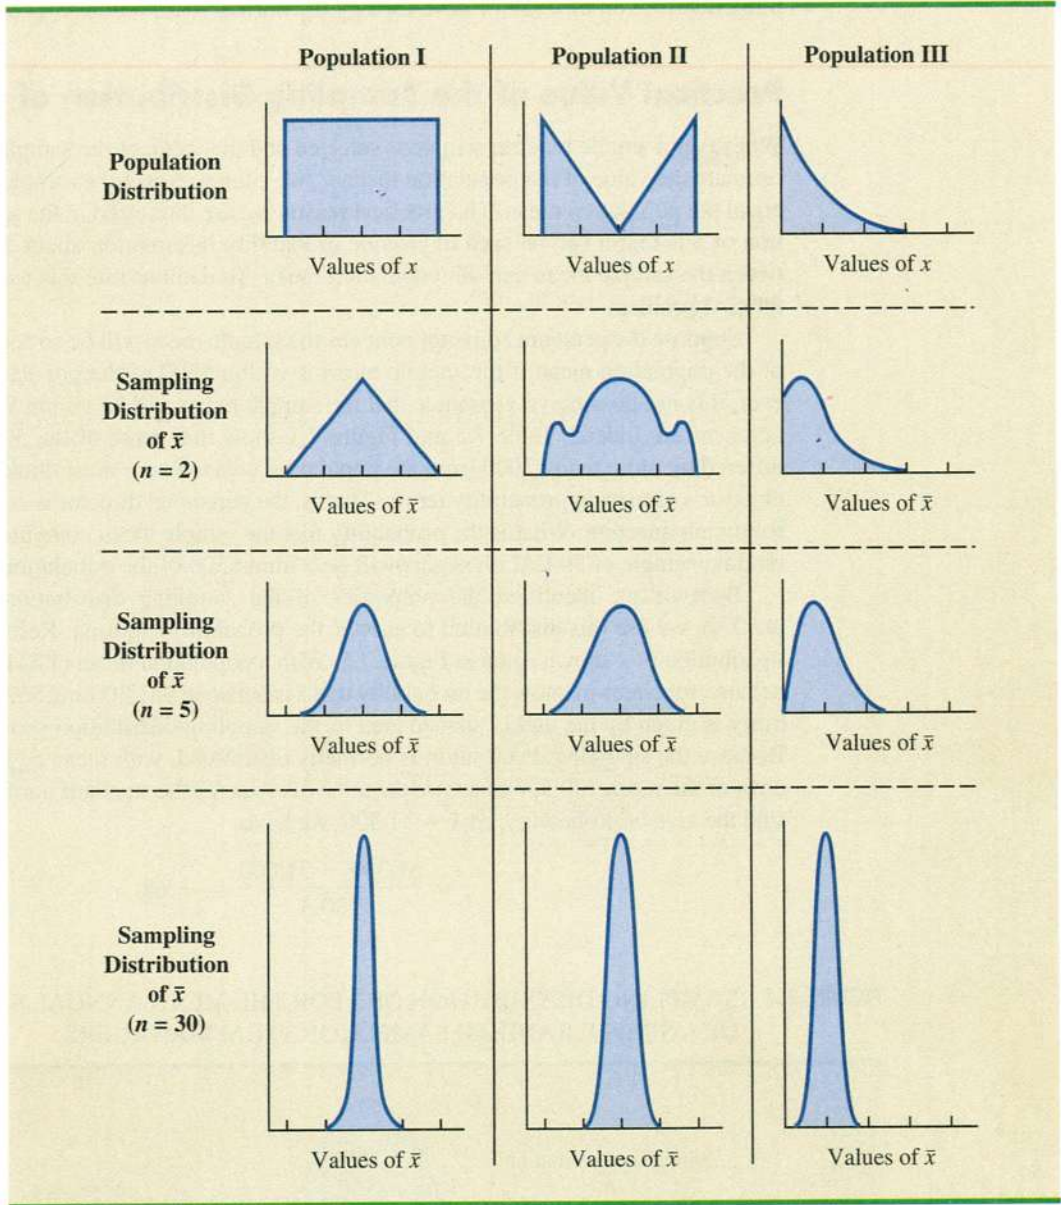 Population I
Population II
Population III
Population
Distribution
Values of x
Values of x
Values of x
Sampling
Distribution
of x̄
(n = 2)
Values of x̄
Values of x̄
Values of x̄
Sampling
Distribution
of x̄
(n = 5)
Values of x̄
Values of x̄
Values of x̄
Sampling
Distribution
of x̄
(n = 30)
Values of x̄
Values of x̄
Values of x̄